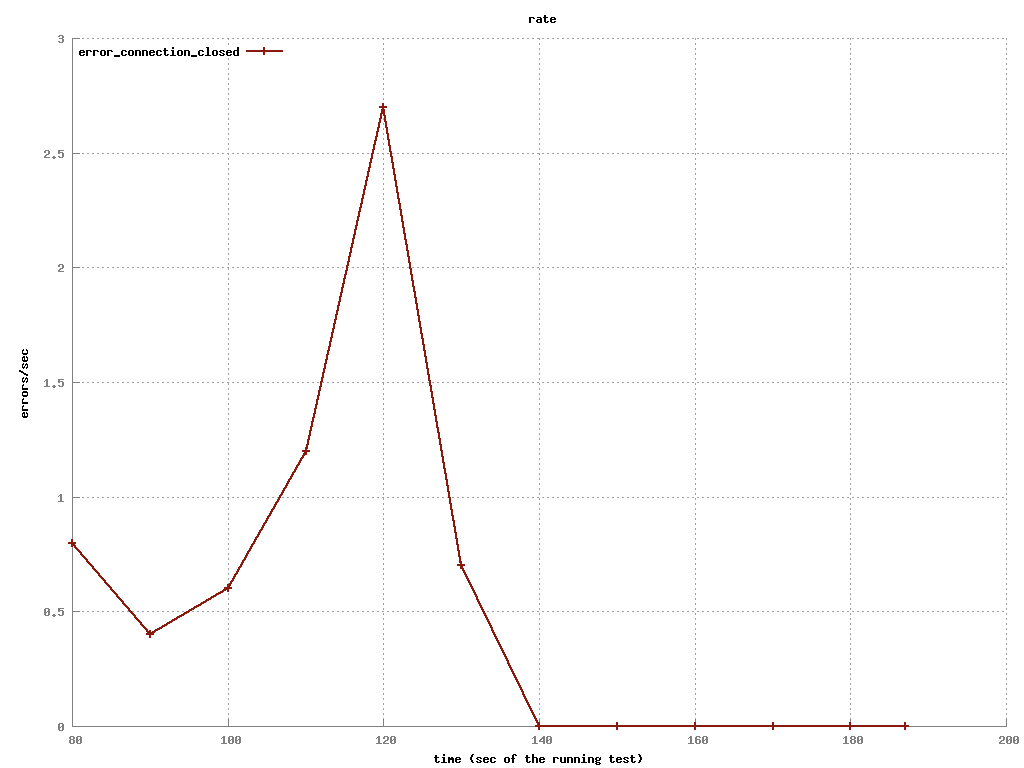 rate
error_connection_closed
3
2.5
2
1.5
1
0.5
0
errors/sec
80 100 120 140 160 180 200
time (sec of the running test)